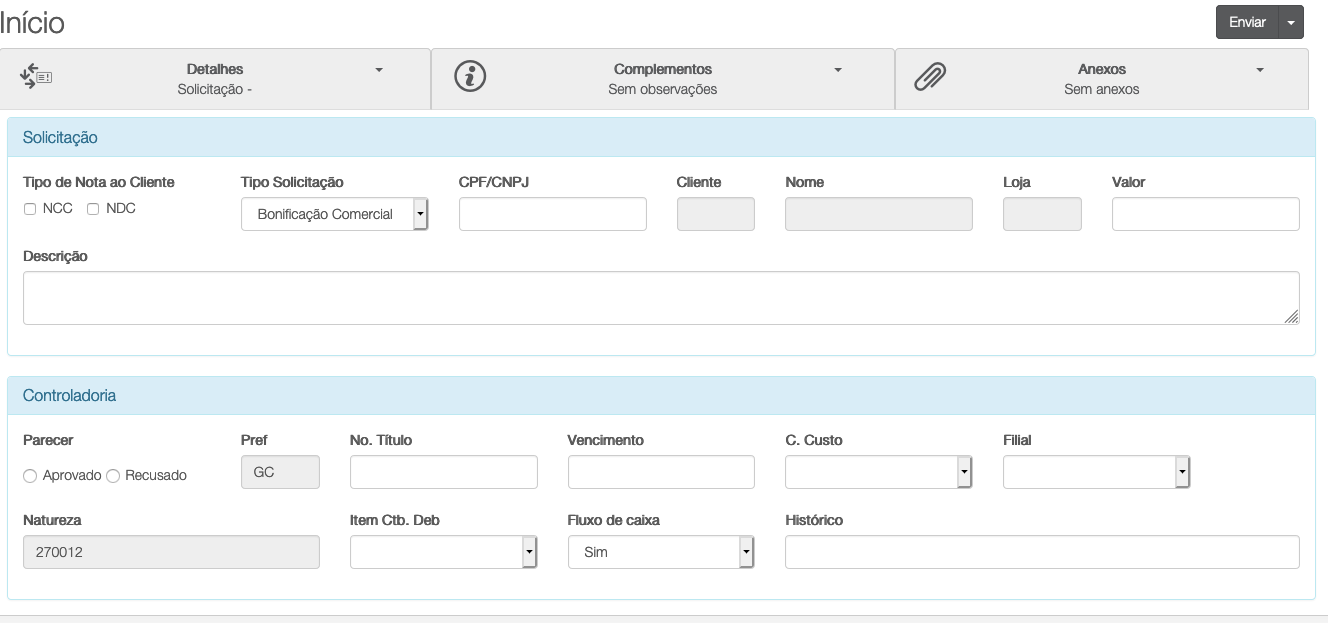 Início
Enviar
Detalhes
Solicitação -
Complementos
Sem observações
Anexos
Sem anexos
Solicitação
Tipo de Nota ao Cliente Tipo Solicitação CPF/CNPJ Cliente Nome Loja Valor
NCC NDC Bonificação Comercial
Descrição
Controladoria
Parecer Pref No. Título Vencimento C. Custo Filial
Aprovado Recusado GC
Natureza Item Ctb. Deb Fluxo de caixa Histórico
270012 Sim